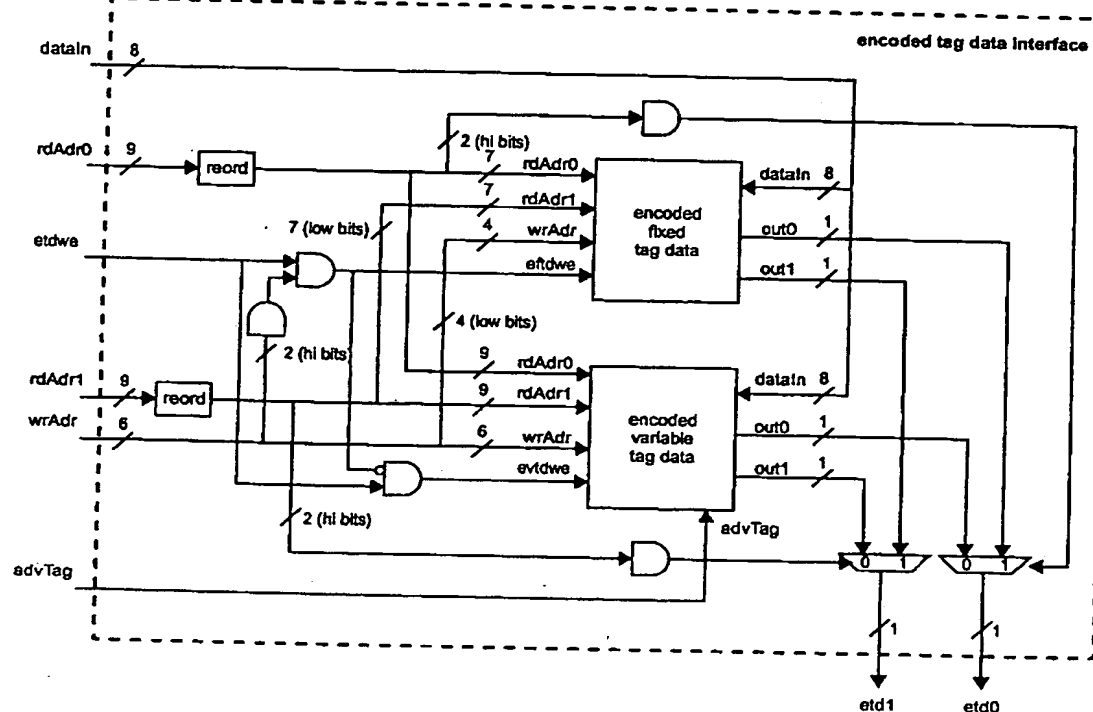 encoded tag data interface
dataIn
8
2 (hi bits)
rdAdr0
9
reord
7
rdAdr0
dataIn
8
7
rdAdr1
encoded
fixed
tag data
7 (low bits)
4
wrAdr
out0
1
etdwe
eftdwe
out1
1
4 (low bits)
2 (hi bits)
9
rdAdr0
rdAdr1
9
reord
9
rdAdr1
dataIn
8
wrAdr
6
6
wrAdr
encoded
variable
tag data
out0
1
evtdwe
out1
1
2 (hi bits)
advTag
advTag
0
1
0
1
1
1
etd1
etd0